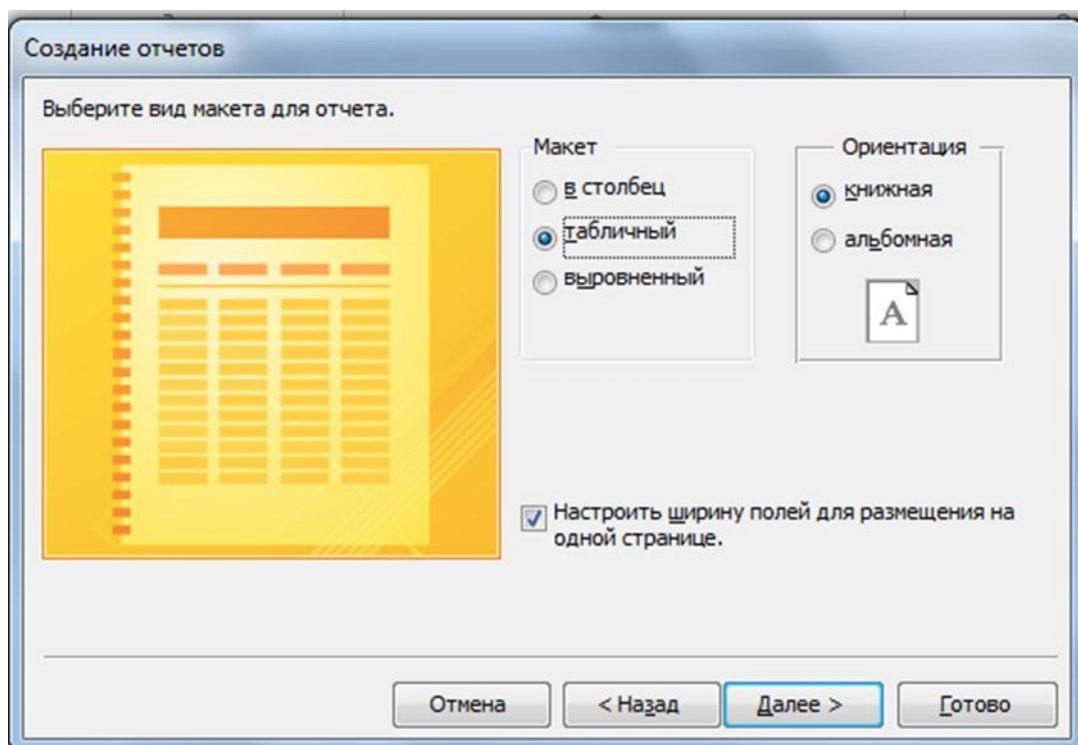 Создание отчетов
Выберите вид макета для отчета.
Макет
в столбец
табличный
выровненный
Ориентация
книжная
альбомная
A
Настроить ширину полей для размещения на
одной странице.
Отмена
< Назад
Далее >
Готово